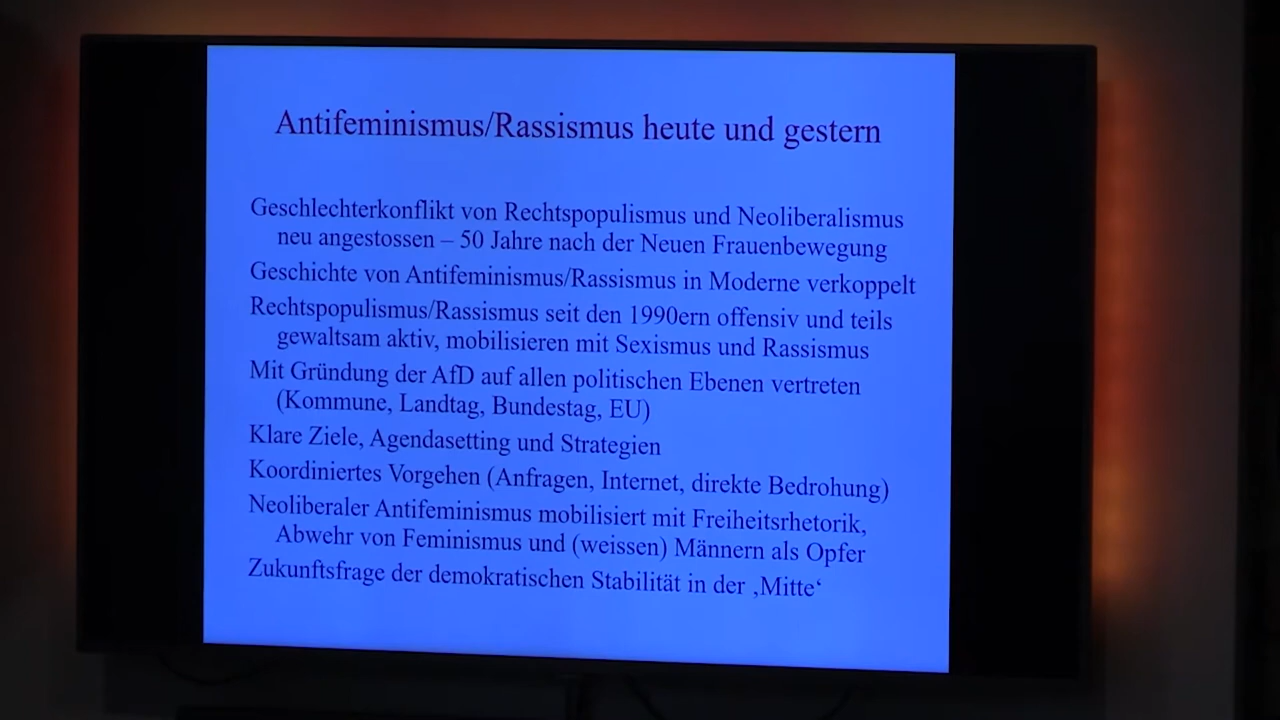 Antifeminismus/Rassismus heute und gestern
Geschlechterkonflikt von Rechtspopulismus und Neoliberalismus
neu angestossen – 50 Jahre nach der Neuen Frauenbewegung
Geschichte von Antifeminismus/Rassismus in Moderne verkoppelt
Rechtspopulismus/Rassismus seit den 1990ern offensiv und teils
gewaltsam aktiv, mobilisieren mit Sexismus und Rassismus
Mit Gründung der AfD auf allen politischen Ebenen vertreten
(Kommune, Landtag, Bundestag, EU)
Klare Ziele, Agendasetting und Strategien
Koordiniertes Vorgehen (Anfragen, Internet, direkte Bedrohung)
Neoliberaler Antifeminismus mobilisiert mit Freiheitsrhetorik,
Abwehr von Feminismus und (weissen) Männern als Opfer
Zukunftsfrage der demokratischen Stabilität in der ‚Mitte‘